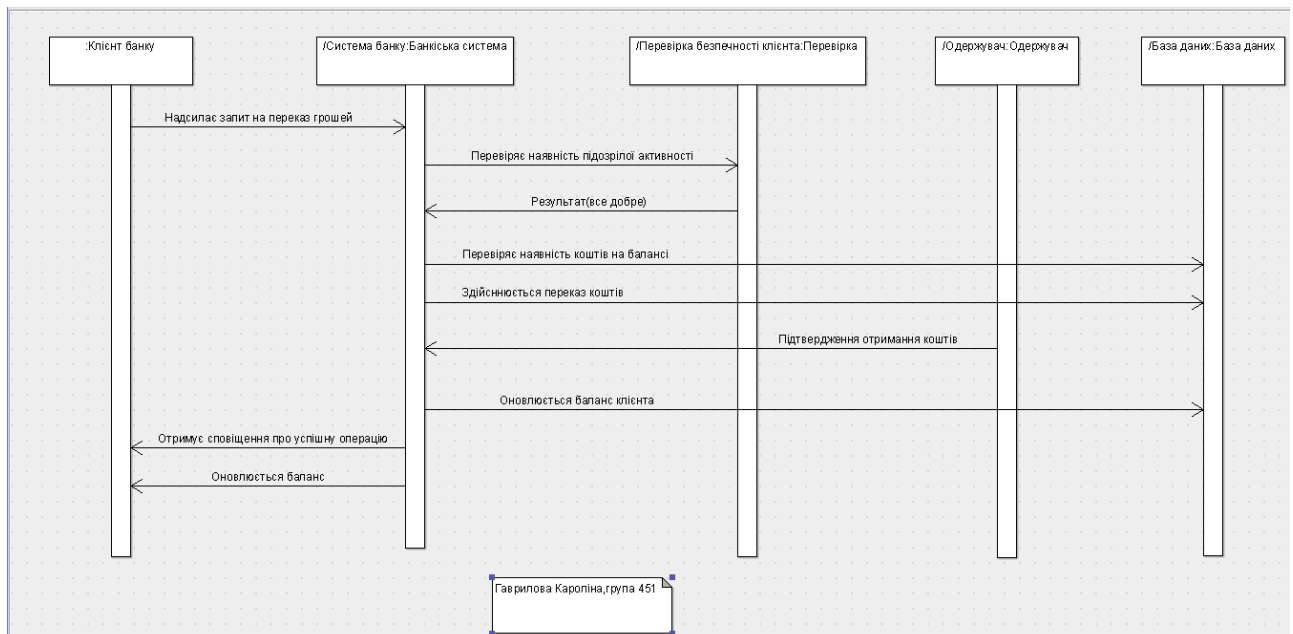 :Клієнт банку
/Система банку:Банкіська система
/Перевірка безпечності клієнта:Перевірка
/Одержувач:Одержувач
/База даних:База даних
Надсилає запит на переказ грошей
Перевіряє наявність підозрілої активності
Результат(все добре)
Перевіряє наявність коштів на балансі
Здійсннюється переказ коштів
Підтвердження отримання коштів
Оновлюється баланс клієнта
Отримує сповіщення про успішну операцію
Оновлюється баланс
Гаврилова Кароліна,група 451